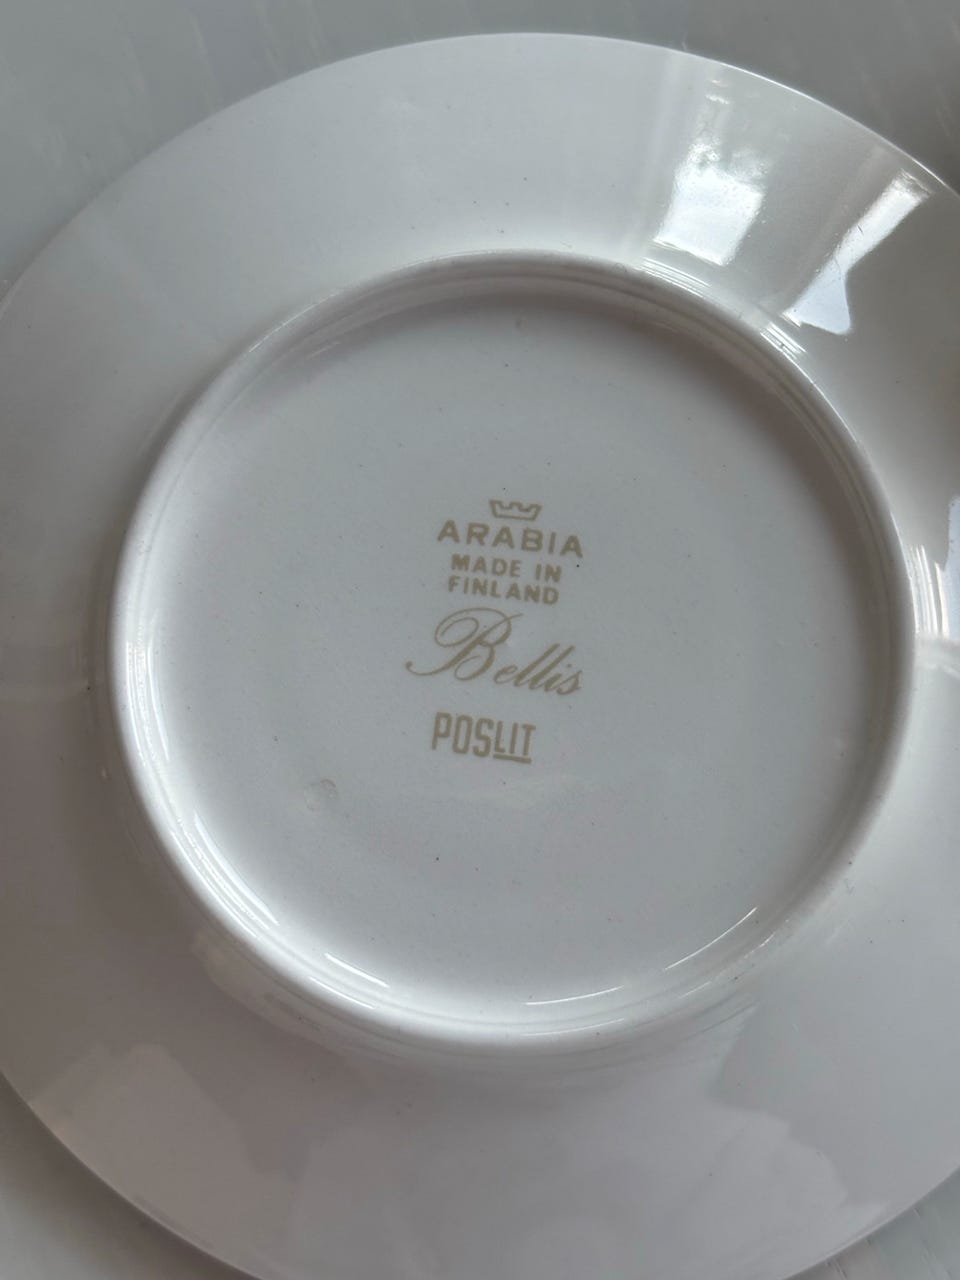 ARABIA
MADE IN
FINLAND
Bellis
POSLIT